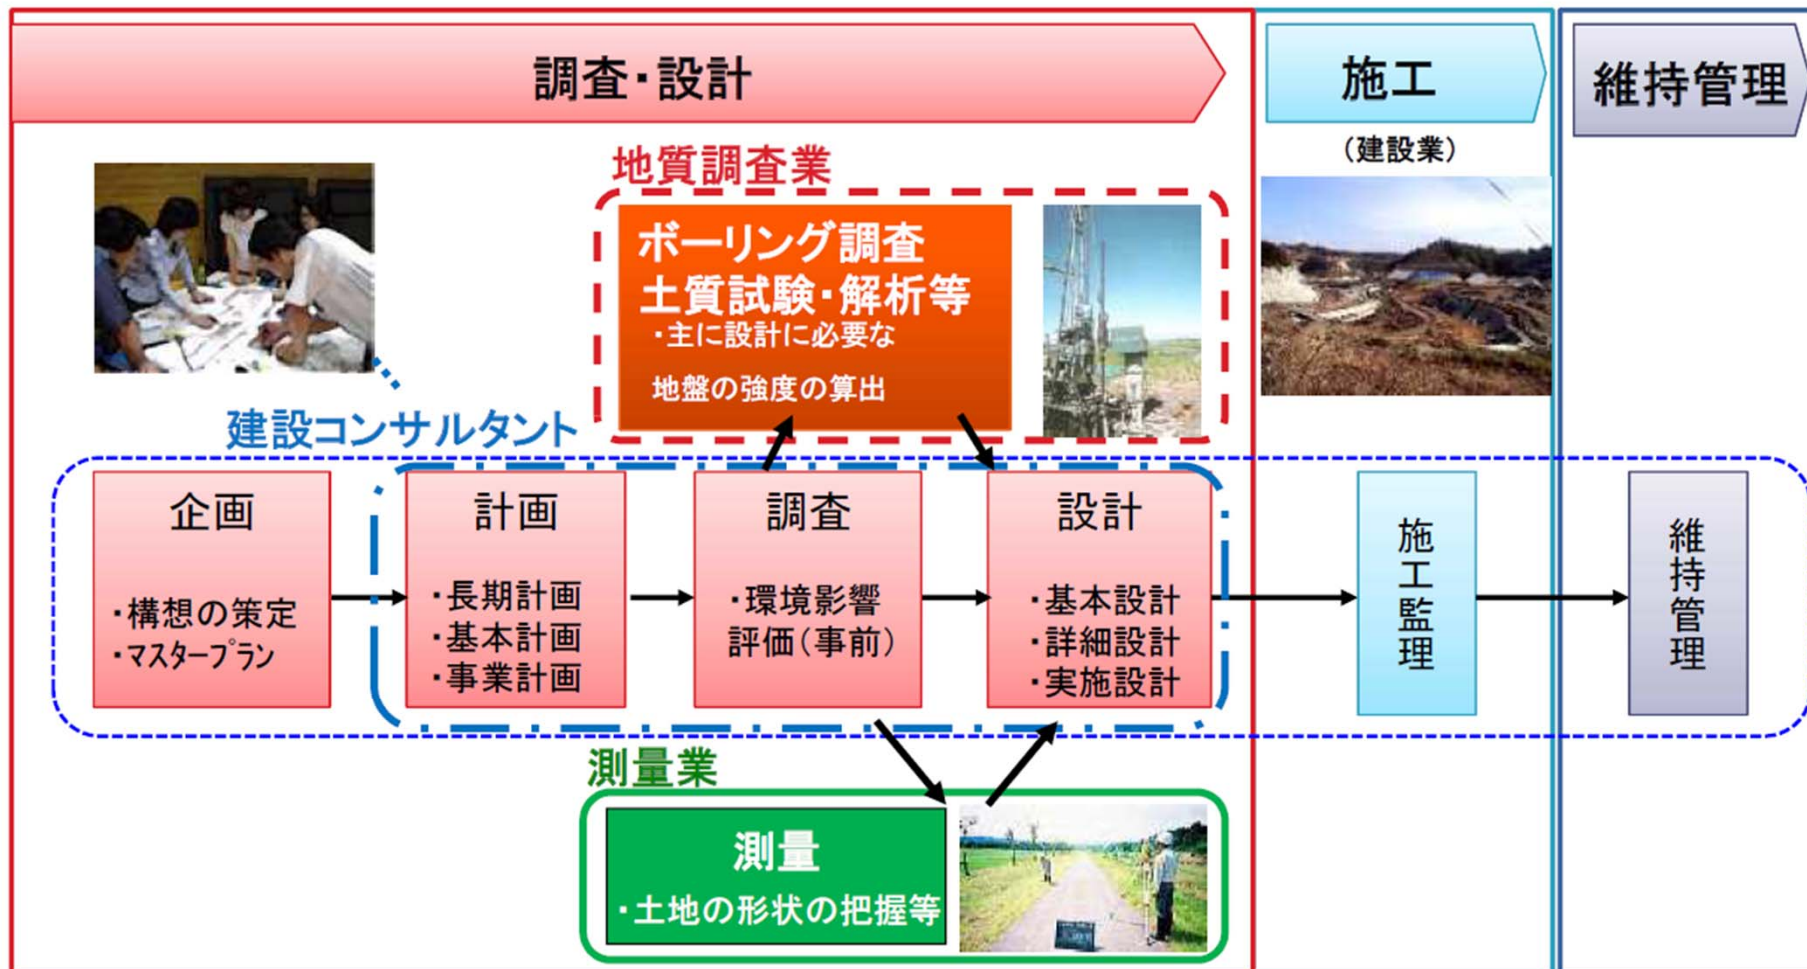 調査・設計
施工
維持管理
(建設業)
地質調査業
ボーリング調査
土質試験・解析等
・主に設計に必要な
地盤の強度の算出
建設コンサルタント
企画
・構想の策定
・マスタープラン
計画
・長期計画
・基本計画
・事業計画
調査
・環境影響
評価(事前)
設計
・基本設計
・詳細設計
・実施設計
施工監理
維持管理
測量業
測量
・土地の形状の把握等